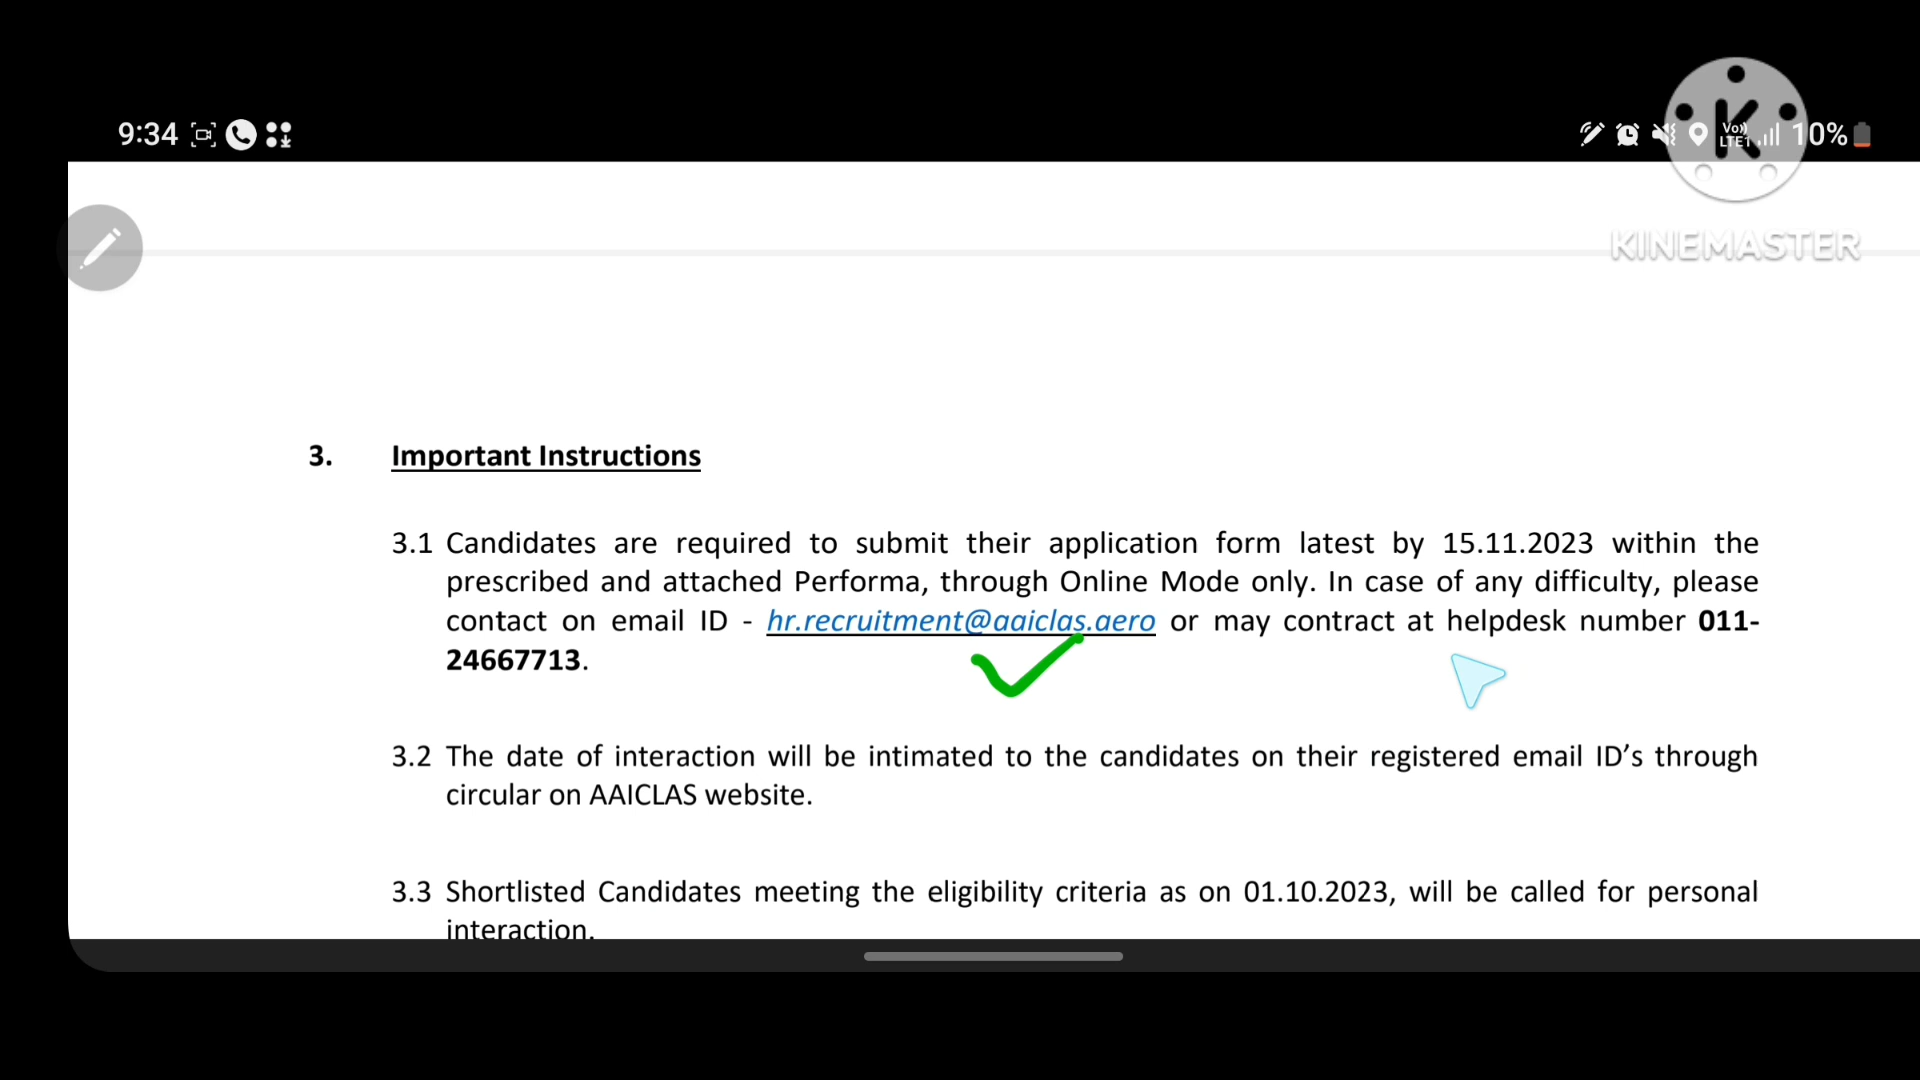 9:34
Vo)) LTE1 10%
KINEMASTER
3. Important Instructions
3.1 Candidates are required to submit their application form latest by 15.11.2023 within the
prescribed and attached Performa, through Online Mode only. In case of any difficulty, please
contact on email ID - hr.recruitment@aaiclas.aero or may contract at helpdesk number 011-
24667713.
3.2 The date of interaction will be intimated to the candidates on their registered email ID’s through
circular on AAICLAS website.
3.3 Shortlisted Candidates meeting the eligibility criteria as on 01.10.2023, will be called for personal
interaction.